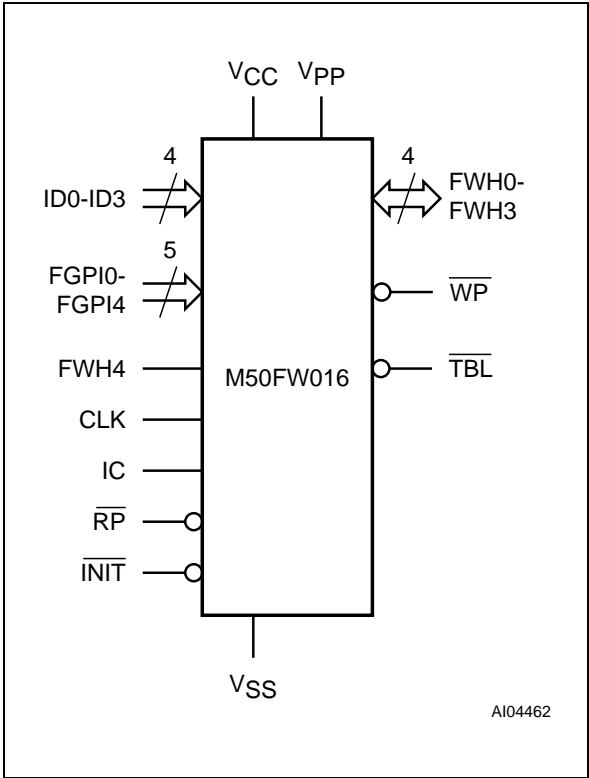 VCC VPP
4
ID0-ID3
4
FWH0-
FWH3
5
FGPI0-
FGPI4
WP
FWH4
M50FW016
TBL
CLK
IC
RP
INIT
VSS
AI04462